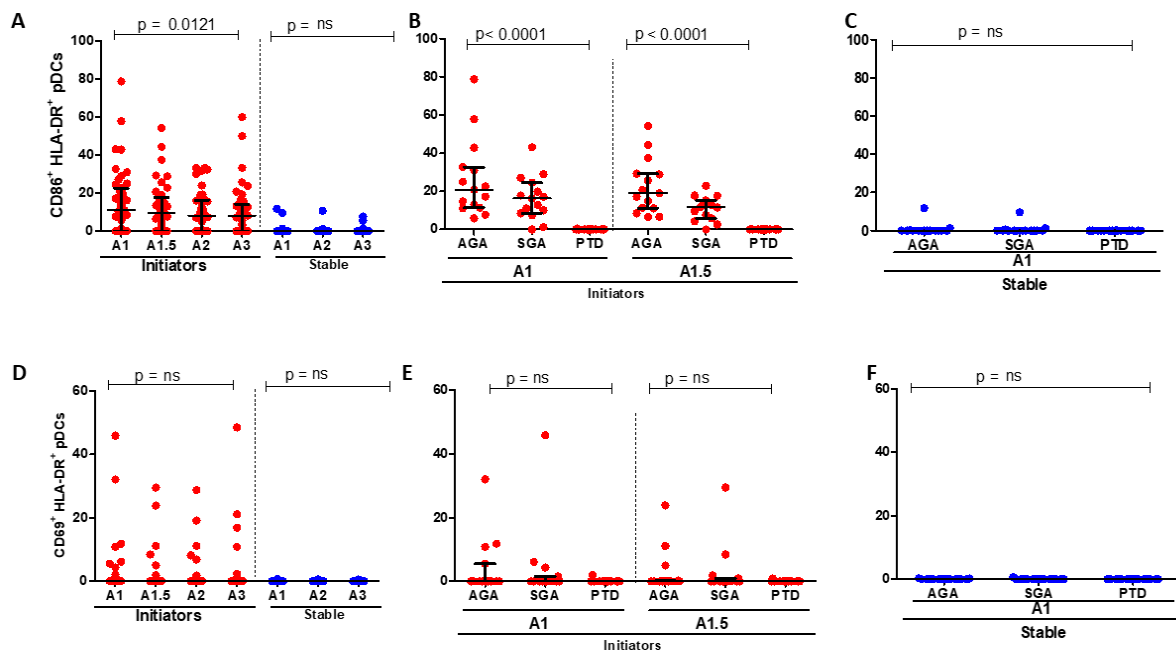 A
p = 0.0121
p = ns
CD86+ HLA-DR+ pDCs
100
80
60
40
20
0
A1
A1.5
A2
A3
A1
A2
A3
Initiators
Stable
B
p< 0.0001
p< 0.0001
100
80
60
40
20
0
AGA
SGA
PTD
AGA
SGA
PTD
A1
A1.5
Initiators
C
p = ns
100
80
60
40
20
0
AGA
SGA
PTD
A1
Stable
D
p = ns
p = ns
CD69+ HLA-DR+ pDCs
60
40
20
0
A1
A1.5
A2
A3
A1
A2
A3
Initiators
Stable
E
p = ns
p = ns
60
40
20
0
AGA
SGA
PTD
AGA
SGA
PTD
A1
A1.5
Initiators
F
p = ns
60
40
20
0
AGA
SGA
PTD
A1
Stable